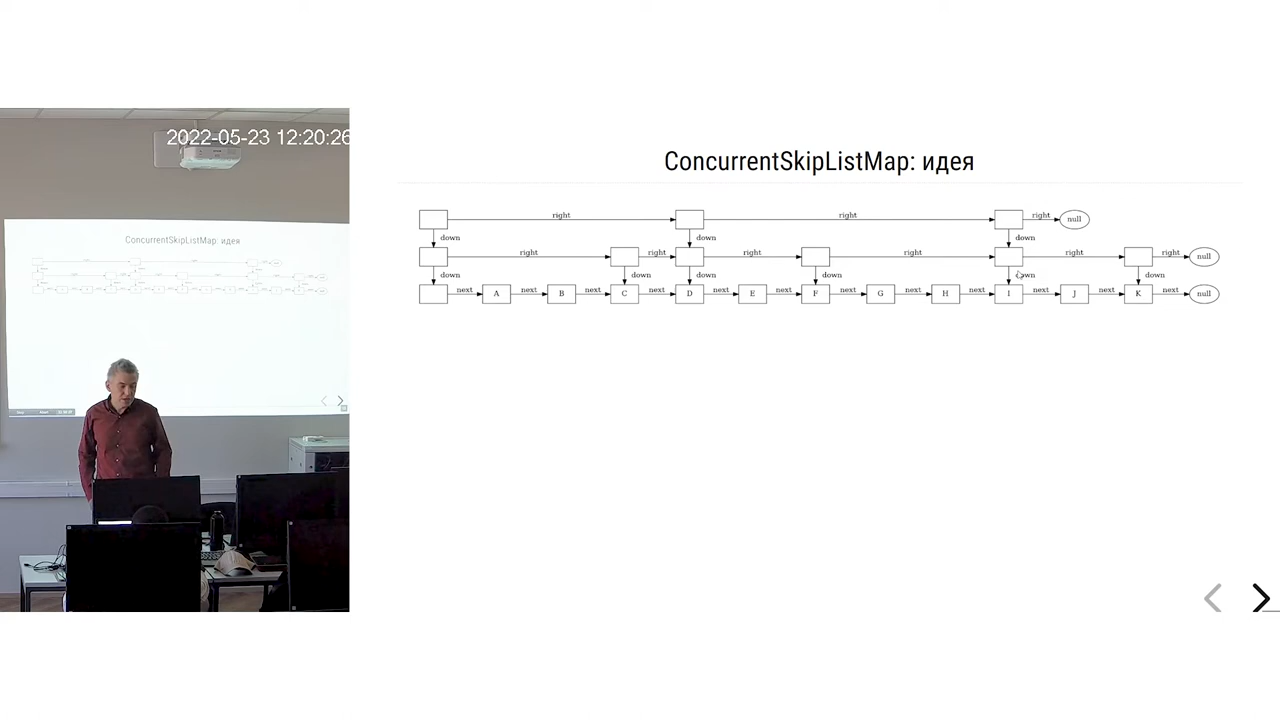 2022-05-23 12:20:26
ConcurrentSkipListMap: идея
ConcurrentSkipListMap: идея
right right right null
down down down
right right right right right right null
down down down down down down
next A next B next C next D next E next F next G next H next I next J next K next null